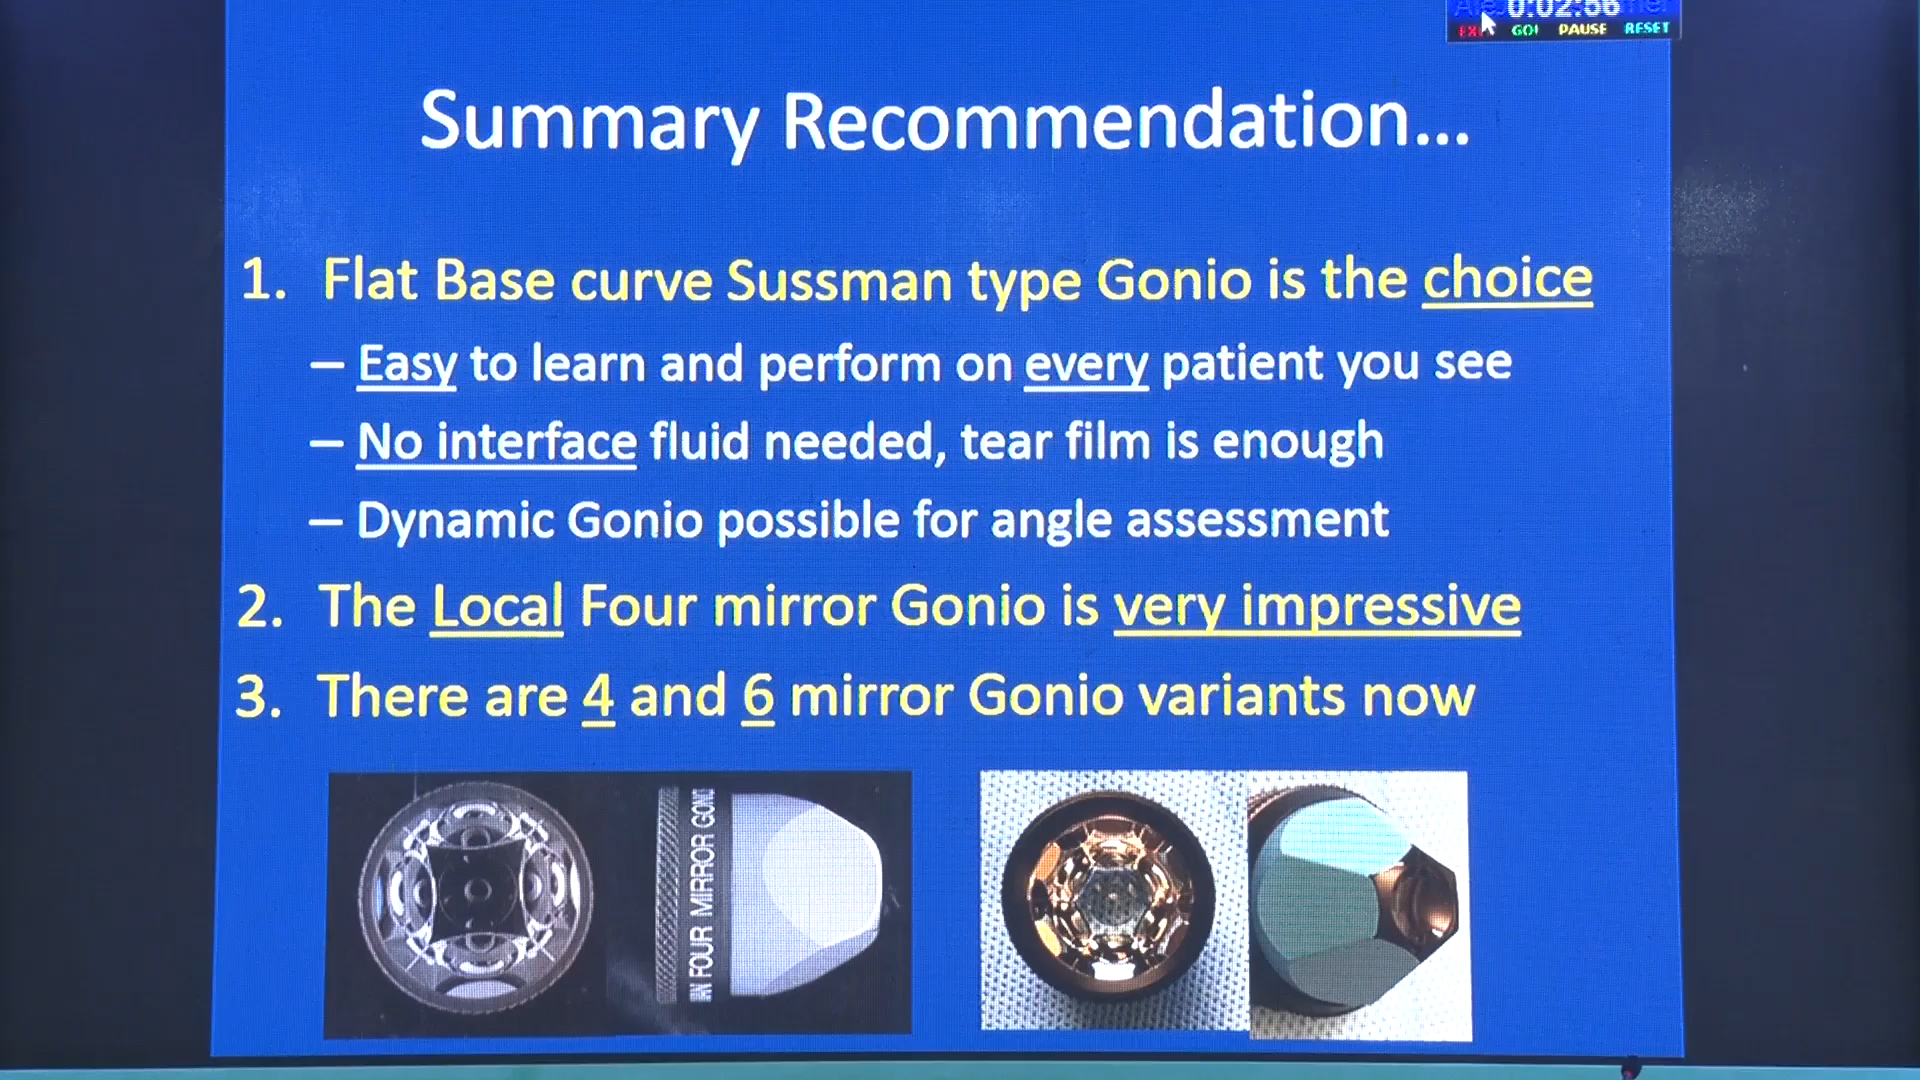 0:02:56
EXIT GO! PAUSE RESET
Summary Recommendation...
1. Flat Base curve Sussman type Gonio is the choice
– Easy to learn and perform on every patient you see
– No interface fluid needed, tear film is enough
– Dynamic Gonio possible for angle assessment
2. The Local Four mirror Gonio is very impressive
3. There are 4 and 6 mirror Gonio variants now
FOUR MIRROR GONIO